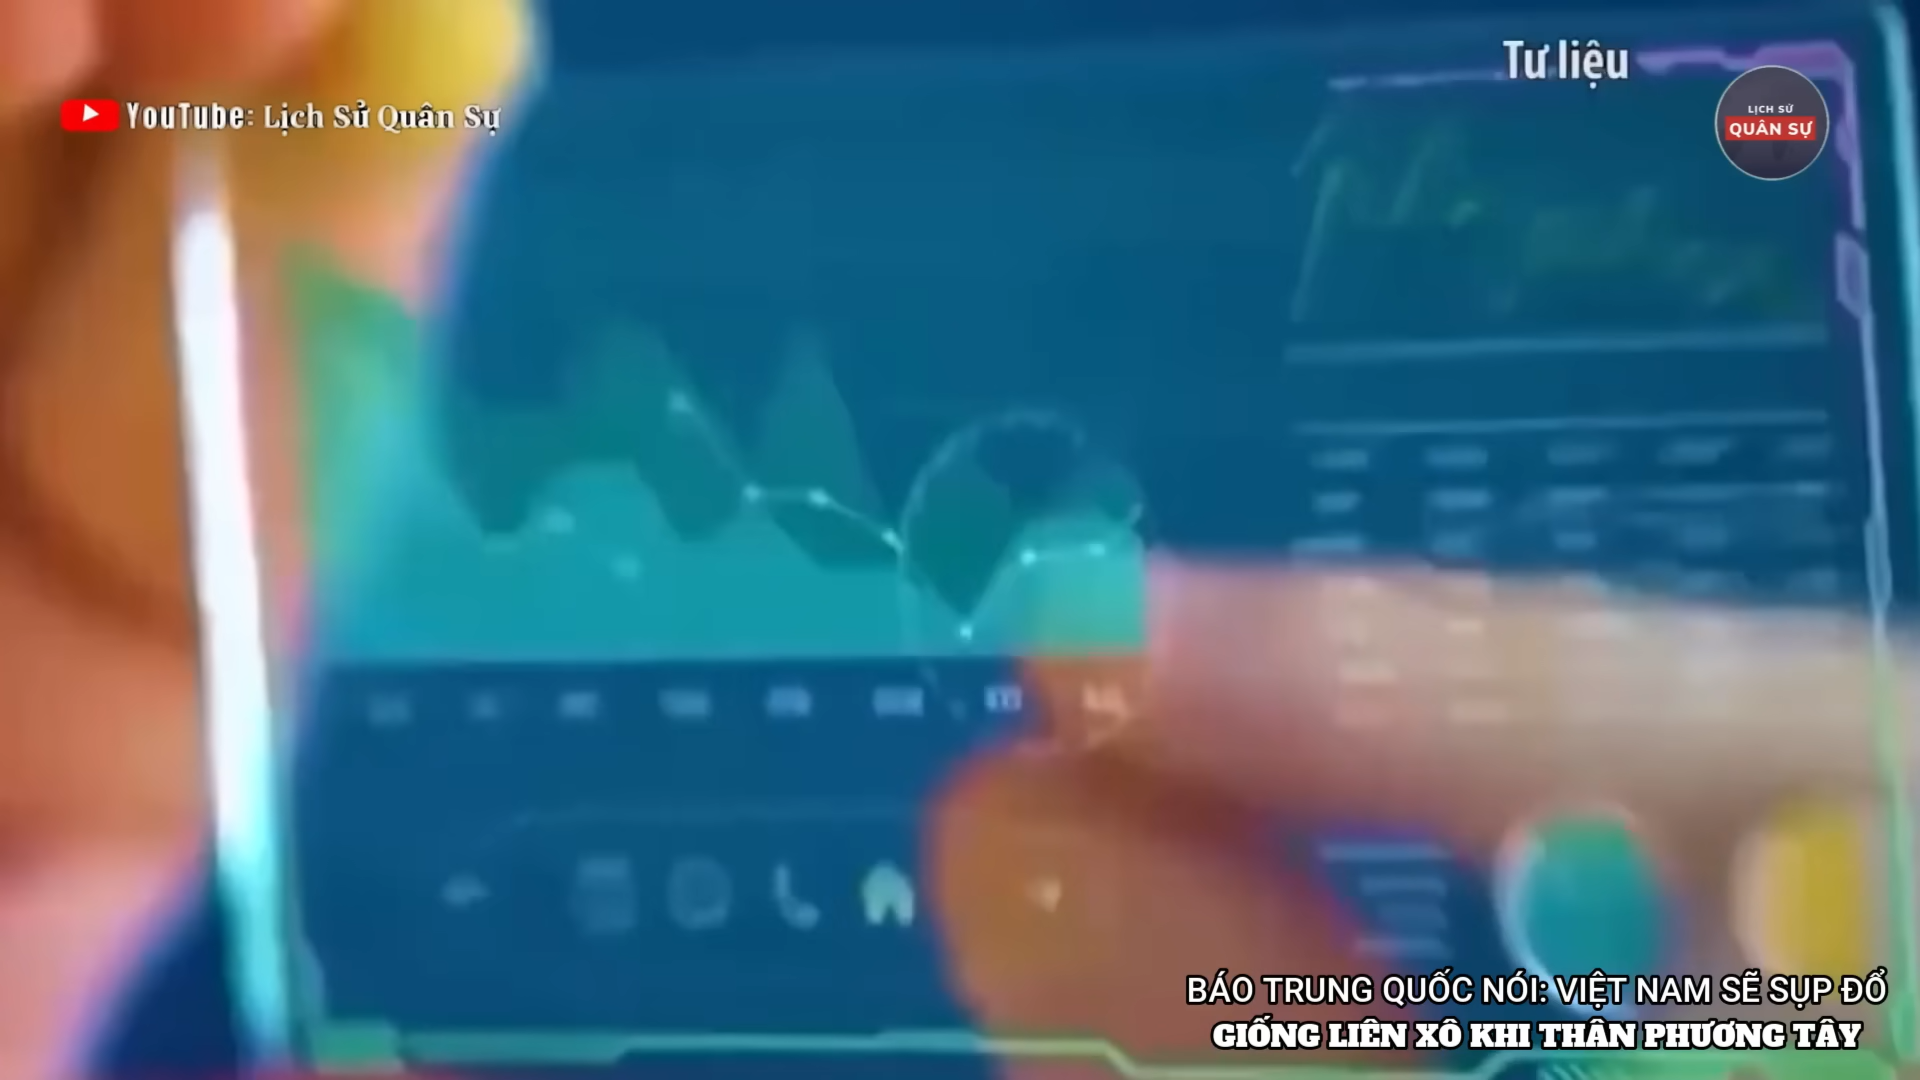 Tư liệu
YouTube: Lịch Sử Quân Sự
LỊCH SỬ
QUÂN SỰ
BÁO TRUNG QUỐC NÓI: VIỆT NAM SẼ SỤP ĐỔ
GIỐNG LIÊN XÔ KHI THÂN PHƯƠNG TÂY